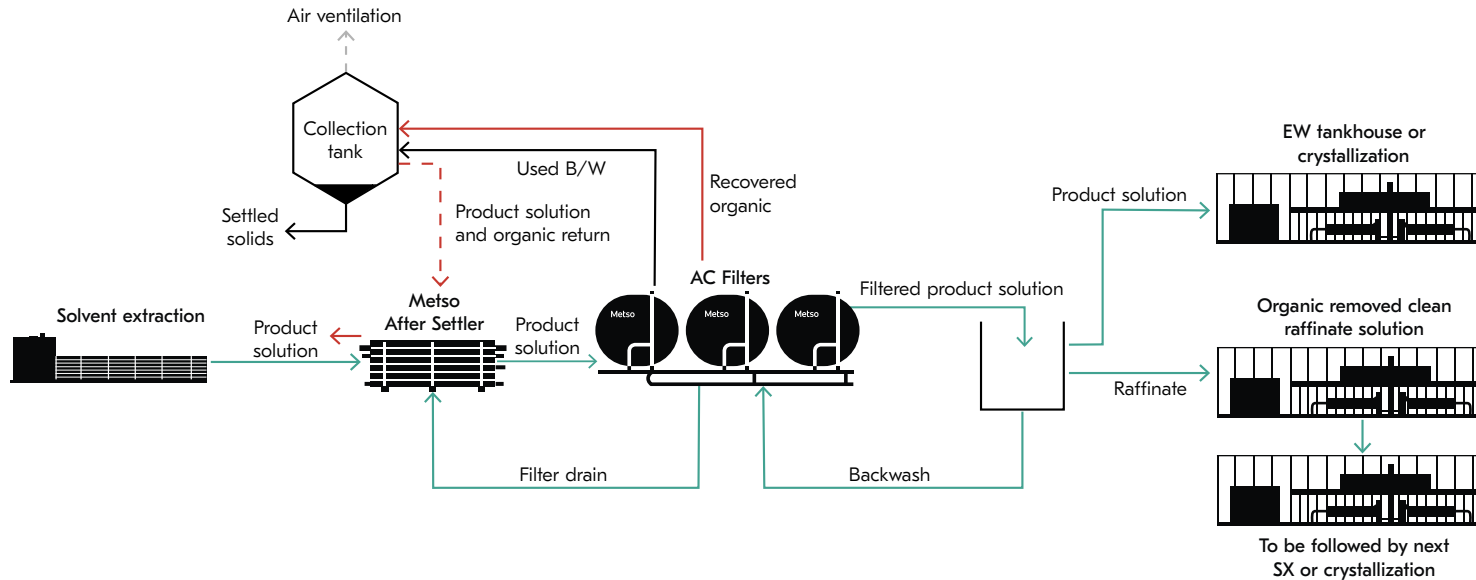 Air ventilation
Collection
tank
Used B/W
Recovered
organic
Settled
solids
Product solution
and organic return
EW tankhouse or
crystallization
Product solution
Solvent extraction
Product
solution
Metso
After Settler
Product
solution
AC Filters
Metso
Metso
Metso
Filtered product solution
Organic removed clean
raffinate solution
Raffinate
Filter drain
Backwash
To be followed by next
SX or crystallization